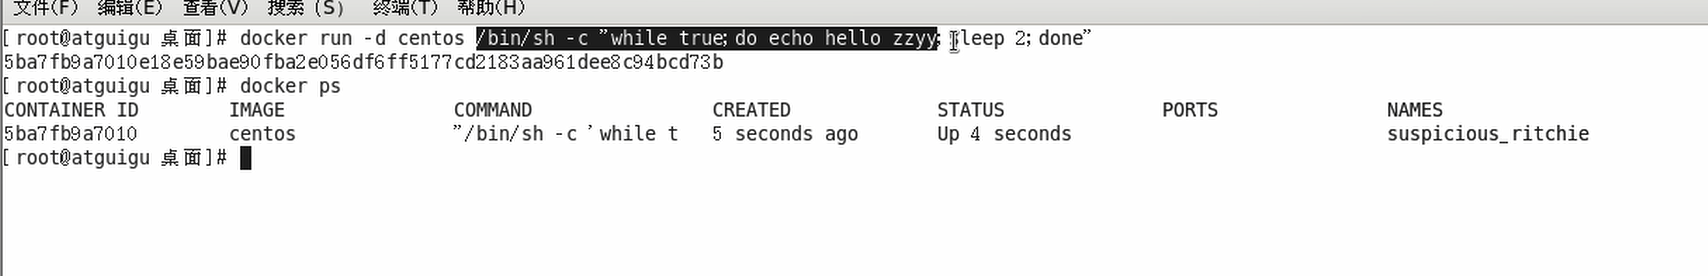 文件(F) 编辑(E) 查看(V) 搜索 (S) 终端(T) 帮助(H)
[root@atguigu 桌面]# docker run -d centos /bin/sh -c "while true;do echo hello zzyy; sleep 2;done"
5ba7fb9a7010e18e59bae90fba2e056df6ff5177cd2183aa961dee8c94bcd73b
[root@atguigu 桌面]# docker ps
CONTAINER ID IMAGE COMMAND CREATED STATUS PORTS NAMES
5ba7fb9a7010 centos "/bin/sh -c 'while t 5 seconds ago Up 4 seconds suspicious_ritchie
[root@atguigu 桌面]#